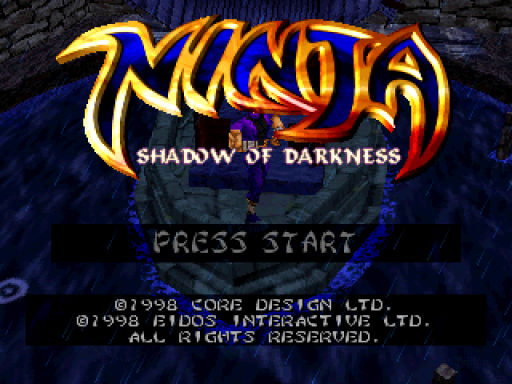 NINJA
SHADOW OF DARKNESS
PRESS START
©1998 CORE DESIGN LTD.
©1998 EIDOS INTERACTIVE LTD.
ALL RIGHTS RESERVED.